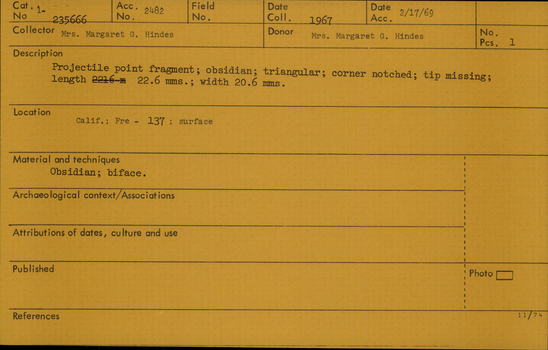 Cat. 1- Acc. 2482 Field Date Date 2/17/69
No 235666 No. No. Coll. 1967 Acc.
Collector Mrs. Margaret G. Hindes Donor Mrs. Margaret G. Hindes No. Pcs. 1
Description
Projectile point fragment; obsidian; triangular; corner notched; tip missing;
length 2216 m 22.6 mms.; width 20.6 mms.
Location
Calif.: Fre - 137 : surface
Material and techniques
Obsidian; biface.
Archaeological context/Associations
Attributions of dates, culture and use
Published
Photo
References
11/74